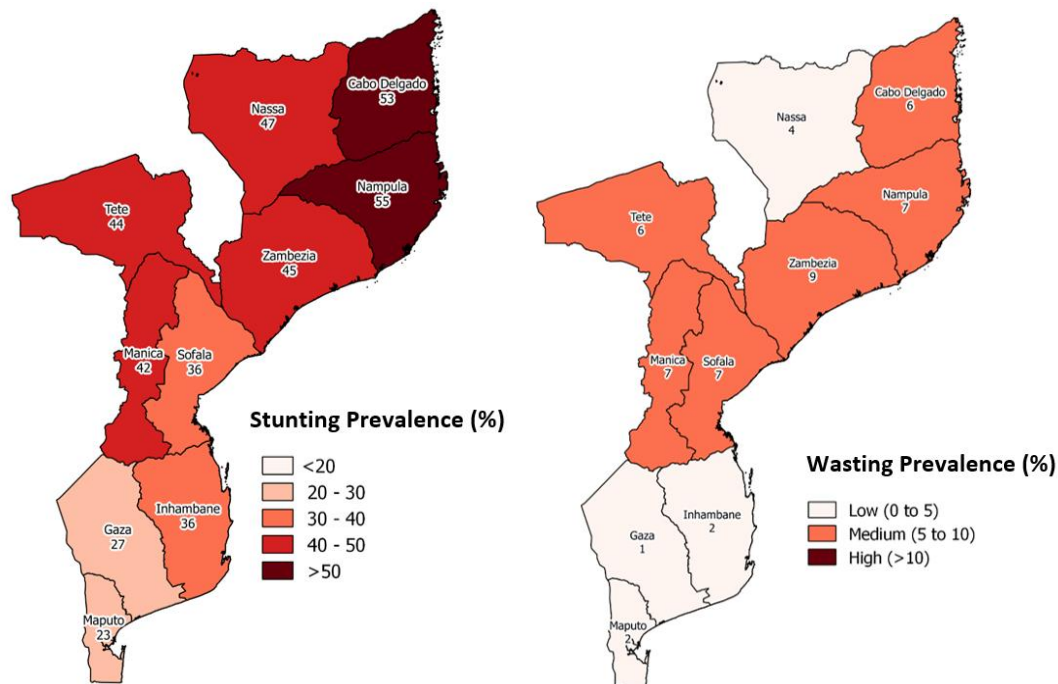 Cabo Delgado
53
Nassa
47
Nampula
55
Tete
44
Zambezia
45
Manica
42
Sofala
36
Inhambane
36
Gaza
27
Maputo
23
Stunting Prevalence (%)
<20
20 - 30
30 - 40
40 - 50
>50
Cabo Delgado
6
Nassa
4
Nampula
7
Tete
6
Zambezia
9
Manica
7
Sofala
7
Inhambane
2
Gaza
1
Maputo
2
Wasting Prevalence (%)
Low (0 to 5)
Medium (5 to 10)
High (>10)